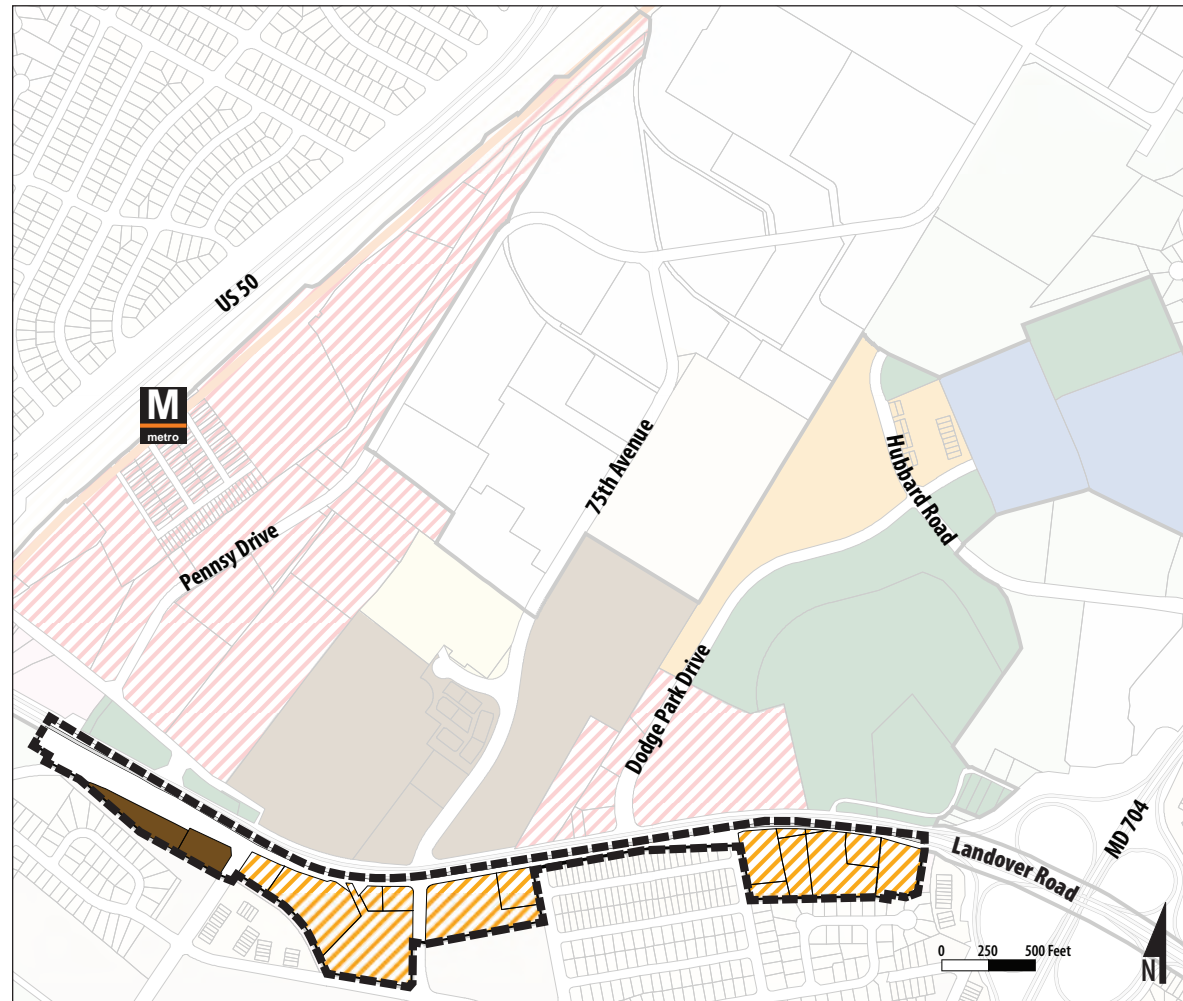 US 50
M
metro
75th Avenue
Hubbard Road
Pennsy Drive
Dodge Park Drive
MD 704
Landover Road
0 250 500 Feet
N